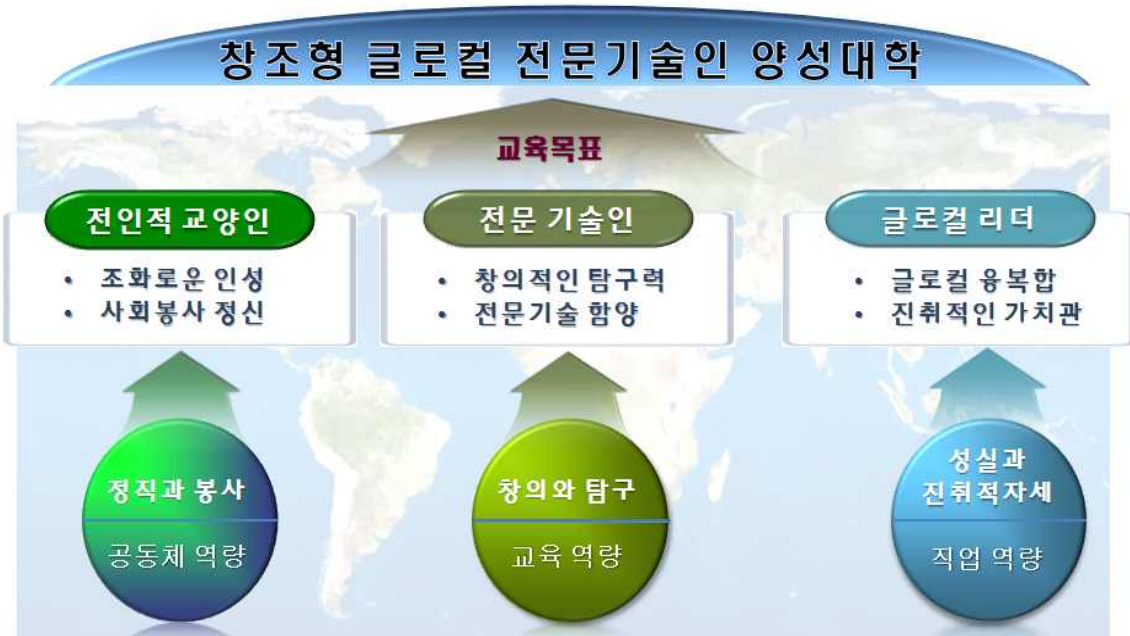 창조형 글로컬 전문기술인 양성대학
교육목표
전인적 교양인
• 조화로운 인성
• 사회봉사 정신
전문 기술인
• 창의적인 탐구력
• 전문기술 함양
글로컬 리더
• 글로컬 융복합
• 진취적인 가치관
정직과 봉사
공동체 역량
창의와 탐구
교육 역량
성실과
진취적자세
직업 역량